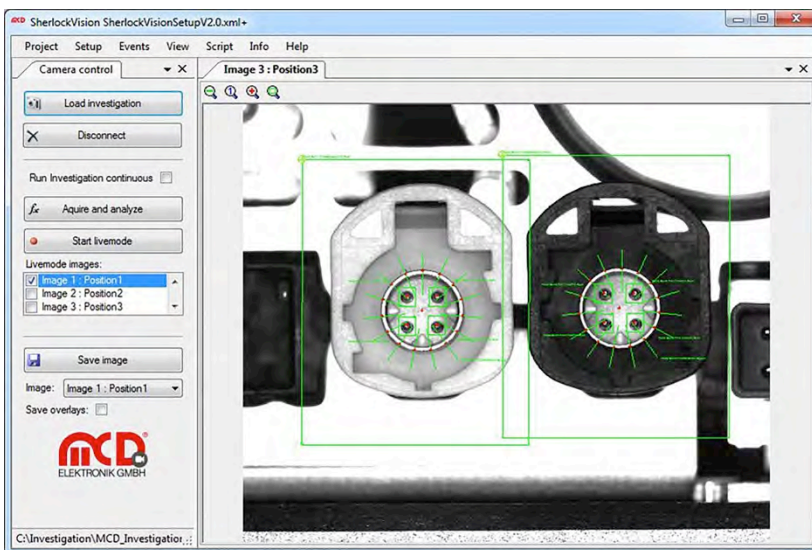 MCD SherlockVision SherlockVisionSetupV2.0.xml+
Project Setup Events View Script Info Help
Camera control
Image 3 : Position3
Load investigation
Disconnect
Run Investigation continuous
fx Aquire and analyze
Start livemode
Livemode images:
Image 1 : Position1
Image 2 : Position2
Image 3 : Position3
Save image
Image: Image 1 : Position1
Save overlays:
MCD
ELEKTRONIK GMBH
C:\Investigation\MCD_Investigation